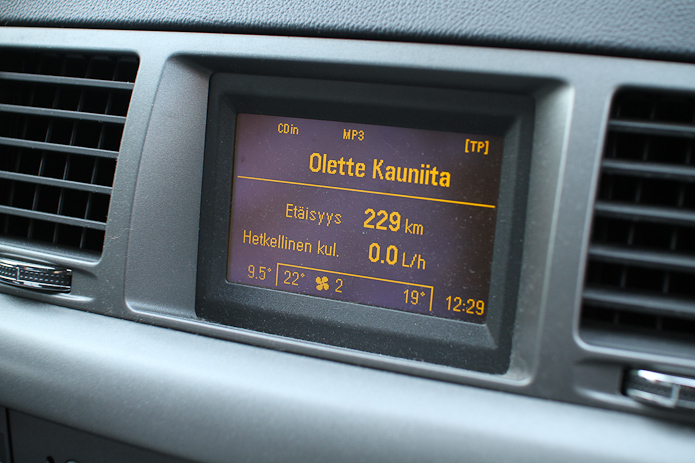 CDin MP3 [TP]
Olette Kauniita
Etäisyys 229 km
Hetkellinen kul. 0.0 L/h
9.5° 22° 2 19° 12:29